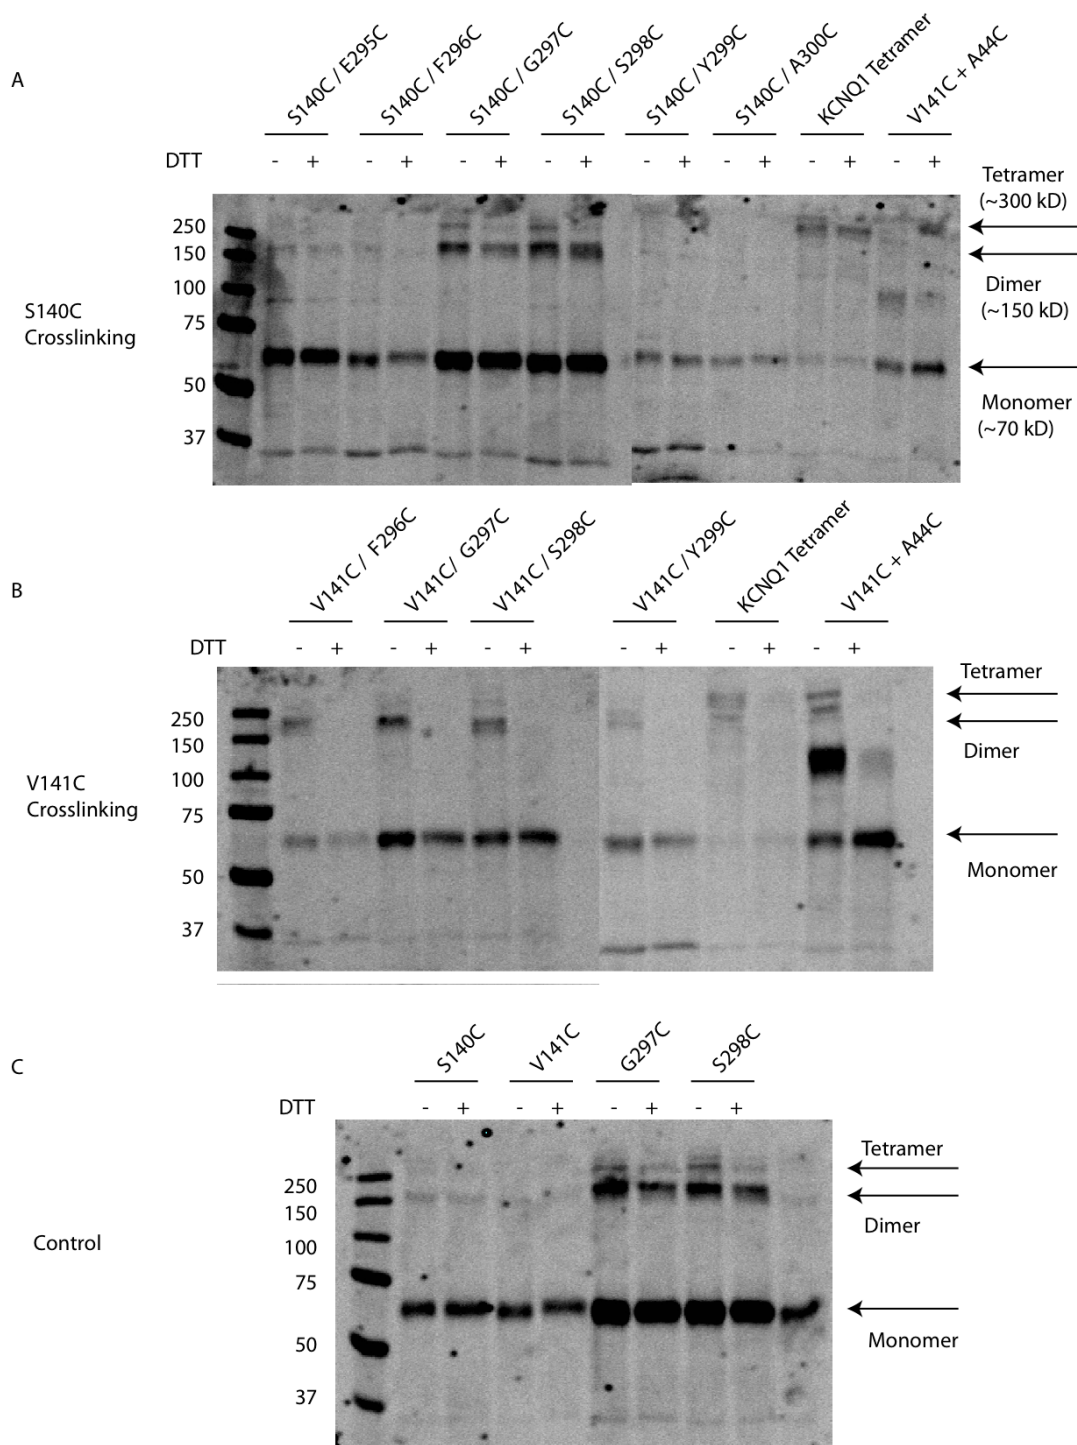 A
S140C / E295C
S140C / F296C
S140C / G297C
S140C / S298C
S140C / Y299C
S140C / A300C
KCNQ1 Tetramer
V141C + A44C
DTT
- + - + - + - + - + - + - + - +
Tetramer
(~300 kD)
250
150
100
75
50
37
S140C
Crosslinking
Dimer
(~150 kD)
Monomer
(~70 kD)
B
V141C / F296C
V141C/ G297C
V141C / S298C
V141C / Y299C
KCNQ1 Tetramer
V141C + A44C
DTT
- + - + - + - + - + - +
Tetramer
250
150
100
75
50
37
V141C
Crosslinking
Dimer
Monomer
C
S140C
V141C
G297C
S298C
DTT
- + - + - + - +
Tetramer
250
150
100
75
50
37
Control
Dimer
Monomer